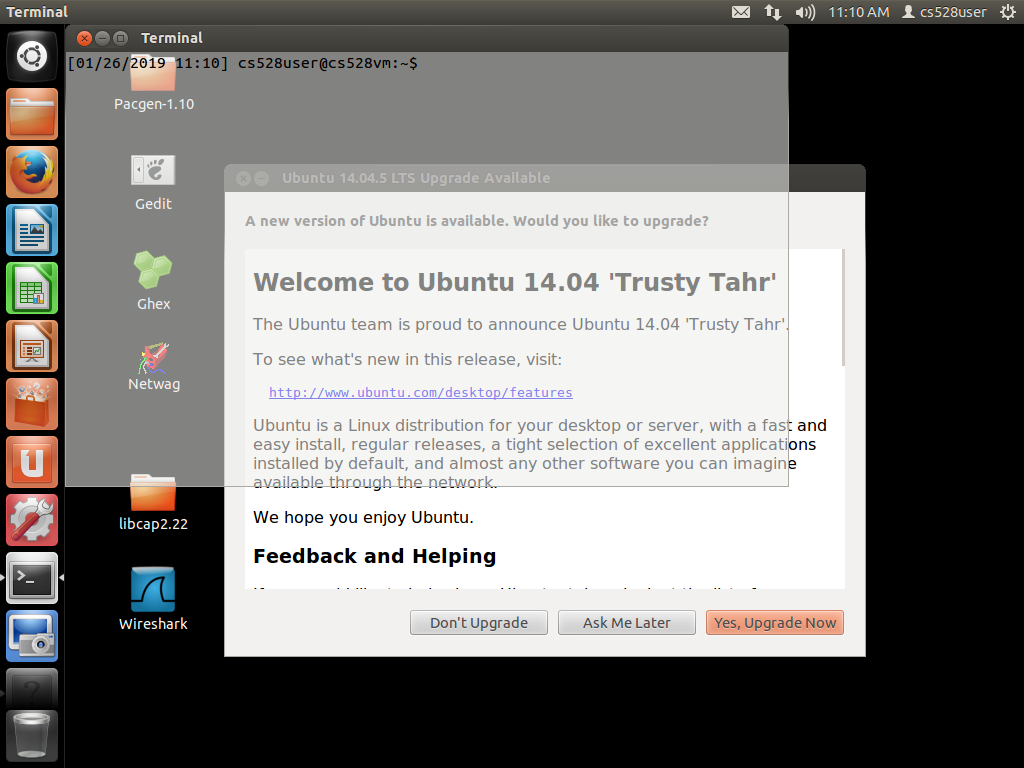 Terminal
11:10 AM
cs528user
Terminal
[01/26/2019 11:10] cs528user@cs528vm:~$
Pacgen-1.10
Gedit
Ghex
Netwag
libcap2.22
Wireshark
Ubuntu 14.04.5 LTS Upgrade Available
A new version of Ubuntu is available. Would you like to upgrade?
Welcome to Ubuntu 14.04 'Trusty Tahr'
The Ubuntu team is proud to announce Ubuntu 14.04 'Trusty Tahr'.
To see what's new in this release, visit:
http://www.ubuntu.com/desktop/features
Ubuntu is a Linux distribution for your desktop or server, with a fast and
easy install, regular releases, a tight selection of excellent applications
installed by default, and almost any other software you can imagine
available through the network.
We hope you enjoy Ubuntu.
Feedback and Helping
Don't Upgrade
Ask Me Later
Yes, Upgrade Now